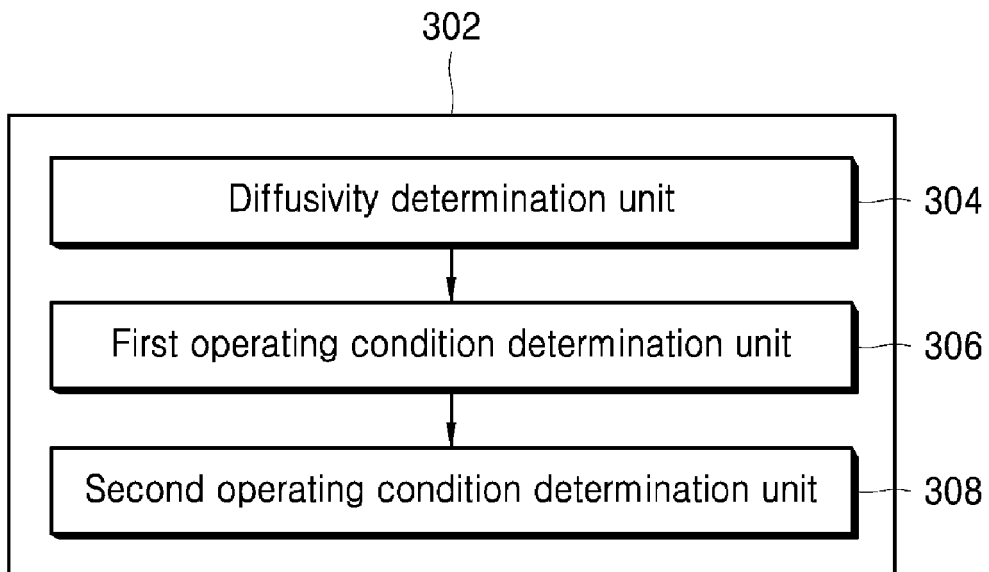 302
Diffusivity determination unit
304
First operating condition determination unit
306
Second operating condition determination unit
308